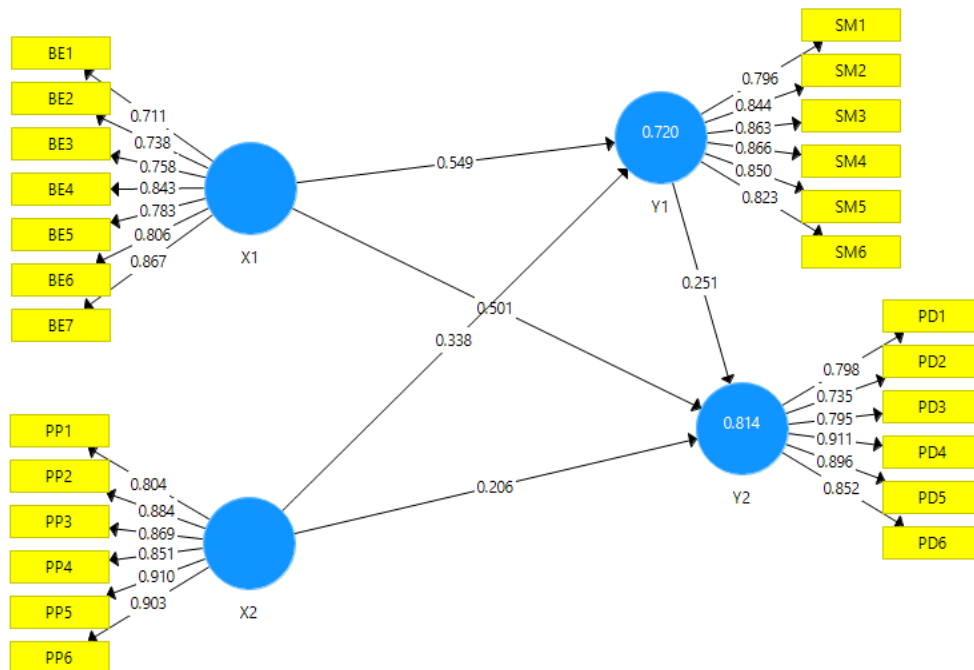 BE1
BE2
BE3
BE4
BE5
BE6
BE7
0.711
0.738
0.758
0.843
0.783
0.806
0.867
X1
PP1
PP2
PP3
PP4
PP5
PP6
0.804
0.884
0.869
0.851
0.910
0.903
X2
0.549
0.501
0.338
0.206
0.251
0.720
Y1
0.796
0.844
0.863
0.866
0.850
0.823
SM1
SM2
SM3
SM4
SM5
SM6
0.814
Y2
0.798
0.735
0.795
0.911
0.896
0.852
PD1
PD2
PD3
PD4
PD5
PD6